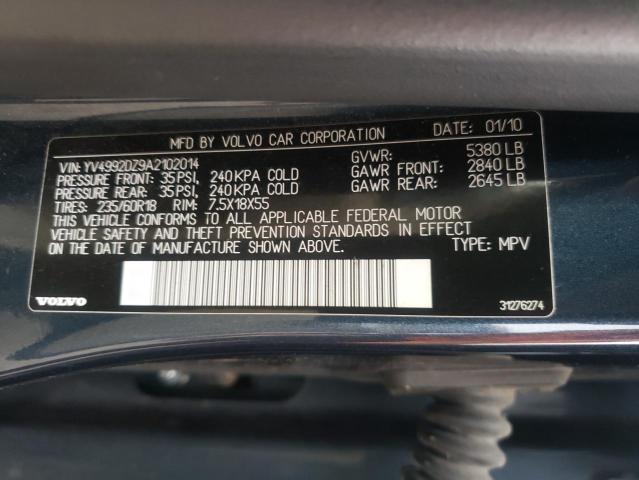 MFD BY VOLVO CAR CORPORATION DATE: 01/10
VIN: YV4992DZ9A2102014 GVWR: 5380 LB
PRESSURE FRONT: 35 PSI, 240 KPA COLD GAWR FRONT: 2840 LB
PRESSURE REAR: 35 PSI, 240 KPA COLD GAWR REAR: 2645 LB
TIRES: 235/60R18 RIM: 7.5X18X55
THIS VEHICLE CONFORMS TO ALL APPLICABLE FEDERAL MOTOR
VEHICLE SAFETY AND THEFT PREVENTION STANDARDS IN EFFECT
ON THE DATE OF MANUFACTURE SHOWN ABOVE. TYPE: MPV
VOLVO 31276274